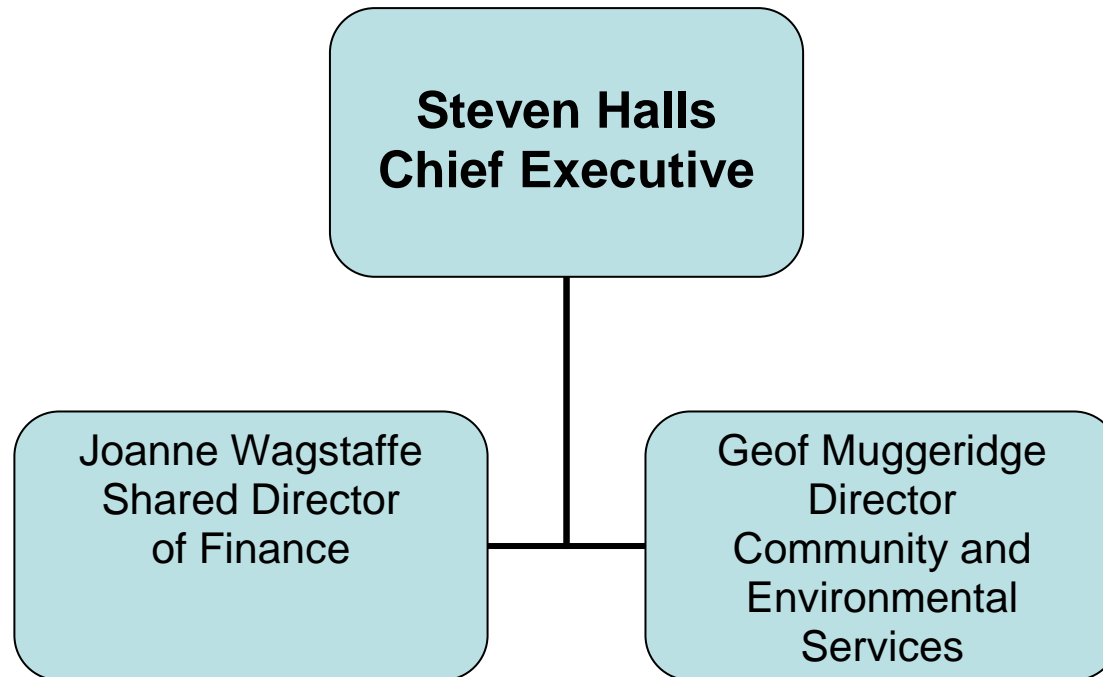 Steven Halls
Chief Executive
Joanne Wagstaffe
Shared Director
of Finance
Geof Muggeridge
Director
Community and
Environmental
Services